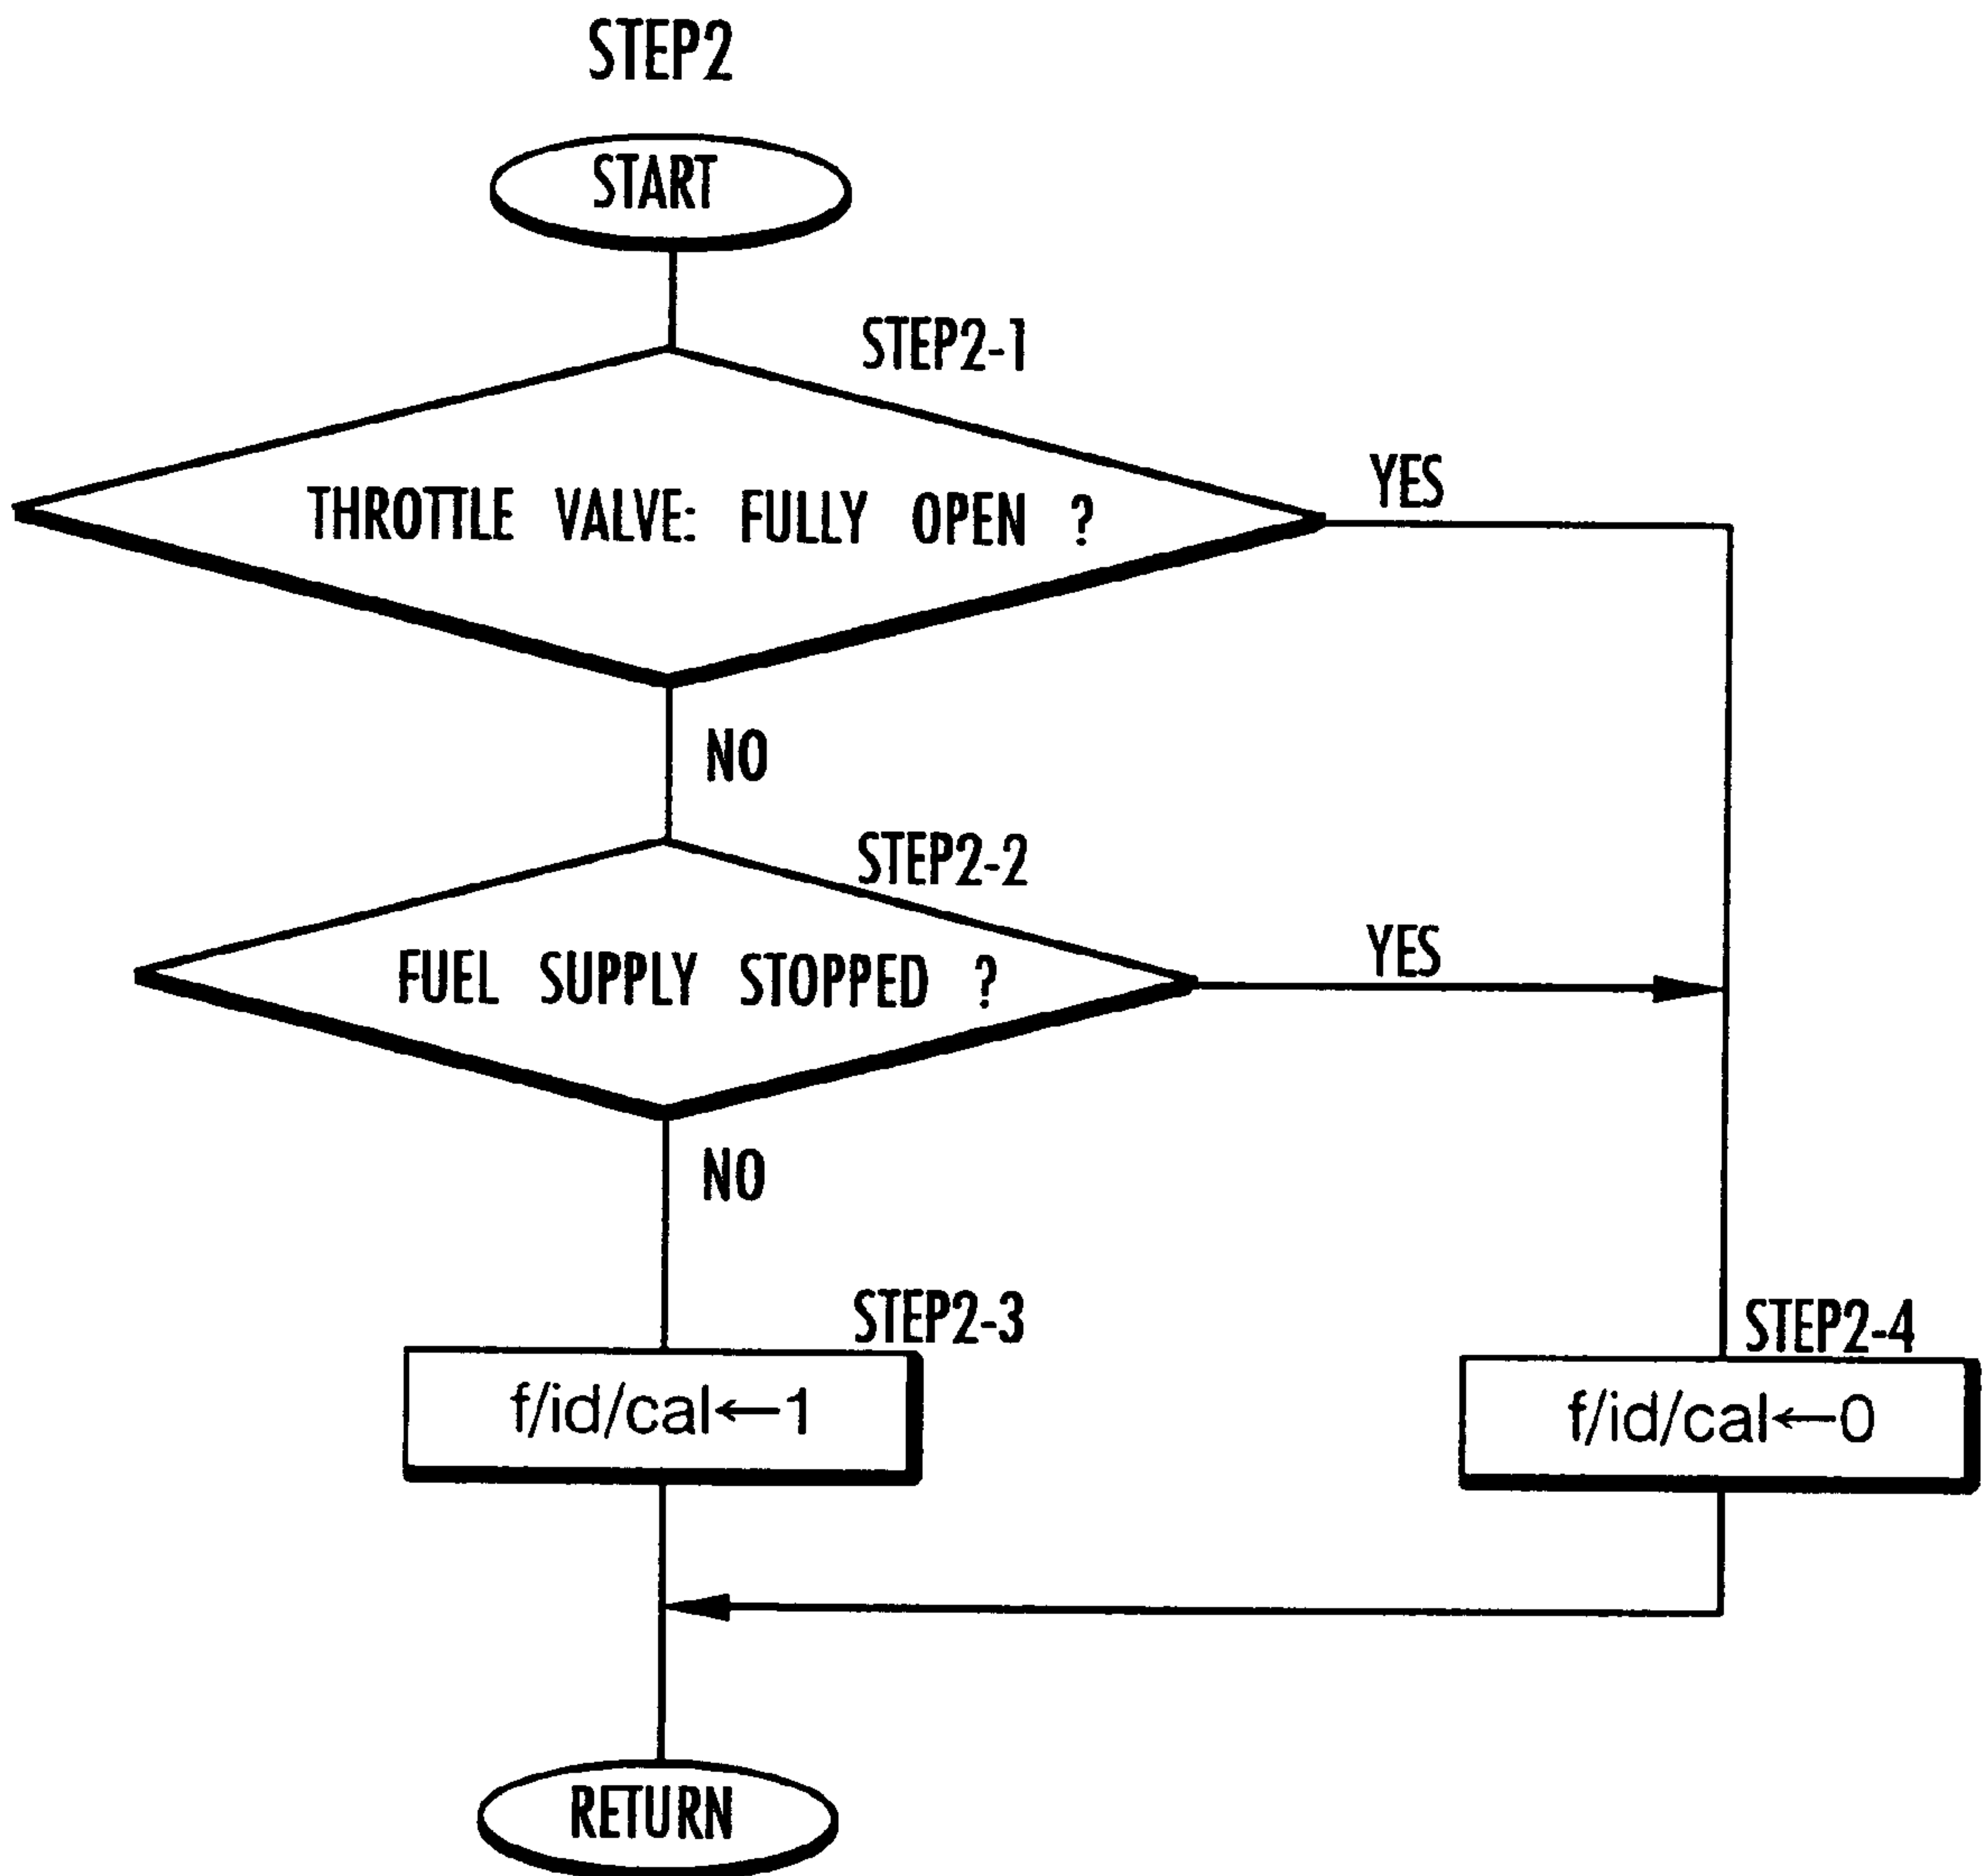 STEP2
START
STEP2-1
THROTTLE VALVE: FULLY OPEN ?
YES
NO
STEP2-2
FUEL SUPPLY STOPPED ?
YES
NO
STEP2-3
f/id/cal←1
STEP2-4
f/id/cal←0
RETURN